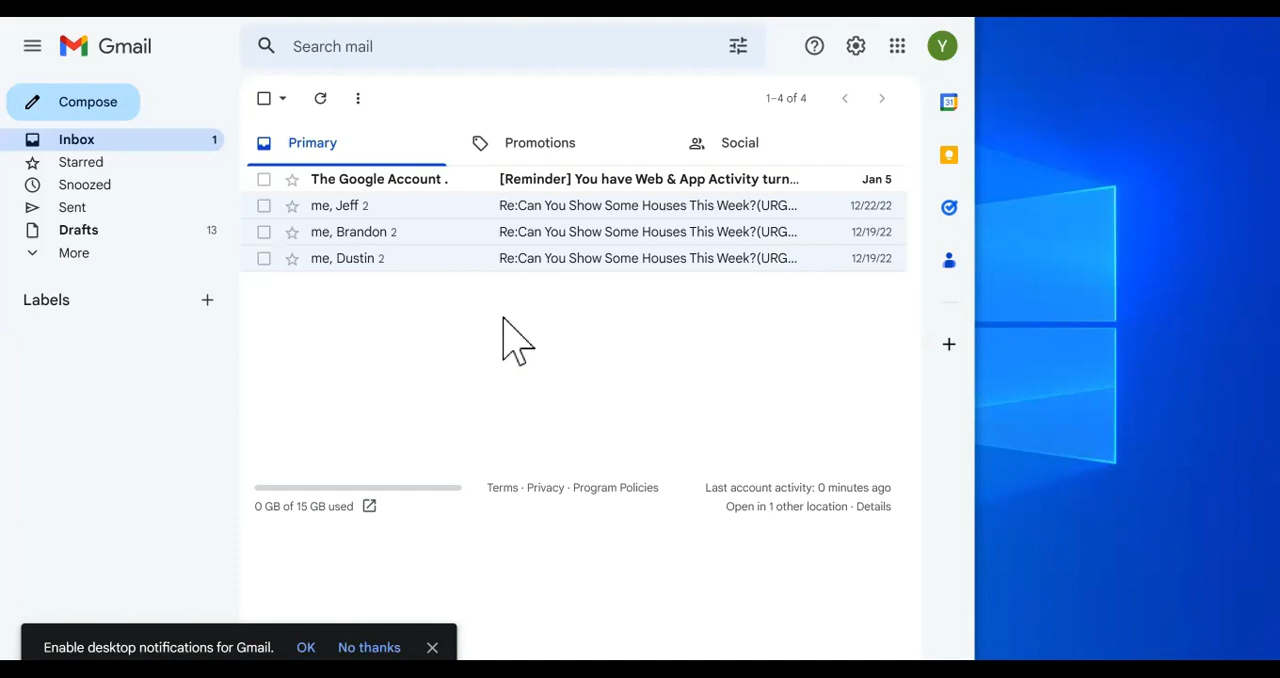 Gmail
Search mail
Y
Compose
1–4 of 4
31
Inbox 1
Primary Promotions Social
Starred
The Google Account . [Reminder] You have Web & App Activity turn... Jan 5
Snoozed
me, Jeff 2 Re:Can You Show Some Houses This Week?(URG... 12/22/22
Sent
Drafts 13
me, Brandon 2 Re:Can You Show Some Houses This Week?(URG... 12/19/22
More
me, Dustin 2 Re:Can You Show Some Houses This Week?(URG... 12/19/22
Labels
Terms · Privacy · Program Policies
Last account activity: 0 minutes ago
0 GB of 15 GB used
Open in 1 other location · Details
Enable desktop notifications for Gmail. OK No thanks